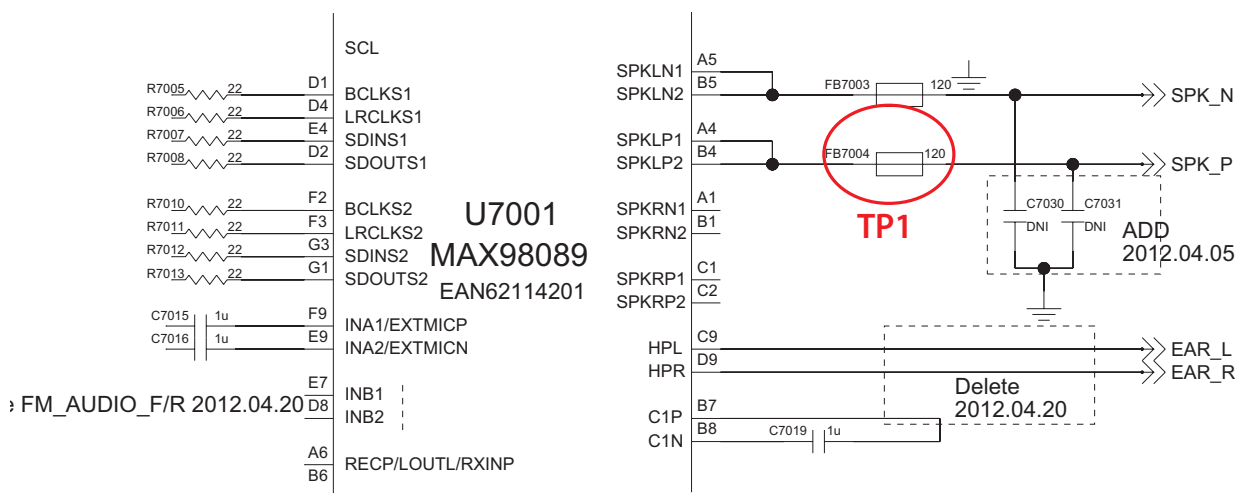 SCL
R7005 22 D1 BCLKS1
R7006 22 D4 LRCLKS1
R7007 22 E4 SDINS1
R7008 22 D2 SDOUTS1
R7010 22 F2 BCLKS2
R7011 22 F3 LRCLKS2
R7012 22 G3 SDINS2
R7013 22 G1 SDOUTS2
C7015 1u F9 INA1/EXTMICP
C7016 1u E9 INA2/EXTMICN
E7 INB1
FM_AUDIO_F/R 2012.04.20 D8 INB2
A6 RECP/LOUTL/RXINP
B6
U7001
MAX98089
EAN62114201
SPKLN1 A5
SPKLN2 B5 FB7003 120 SPK_N
SPKLP1 A4
SPKLP2 B4 FB7004 120 SPK_P
TP1
SPKRN1 A1
SPKRN2 B1
SPKRP1 C1
SPKRP2 C2
C7030 C7031
DNI DNI
ADD
2012.04.05
HPL C9 EAR_L
HPR D9 EAR_R
Delete
2012.04.20
C1P B7
C1N B8 C7019 1u